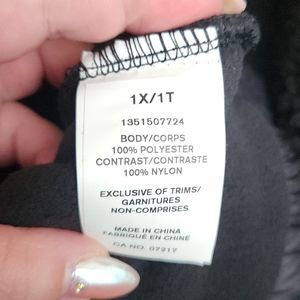 1X/1T
1351507724
BODY/CORPS
100% POLYESTER
CONTRAST/CONTRASTE
100% NYLON
EXCLUSIVE OF TRIMS/
GARNITURES
NON-COMPRISES
MADE IN CHINA
FABRIQUÉ EN CHINE
CA NO. 07217